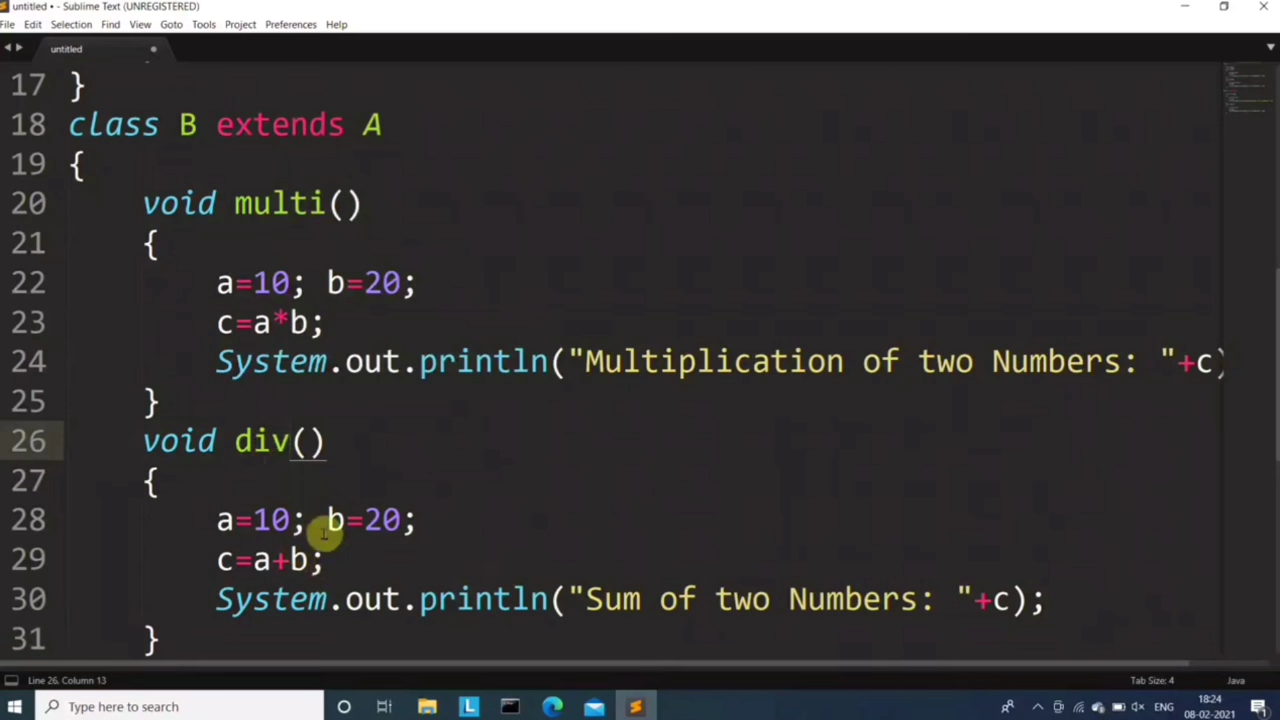 untitled • - Sublime Text (UNREGISTERED)
File Edit Selection Find View Goto Tools Project Preferences Help
untitled
17 }
18 class B extends A
19 {
20 void multi()
21 {
22 a=10; b=20;
23 c=a*b;
24 System.out.println("Multiplication of two Numbers: "+c)
25 }
26 void div()
27 {
28 a=10; b=20;
29 c=a+b;
30 System.out.println("Sum of two Numbers: "+c);
31 }
Line 26, Column 13 Tab Size: 4 Java
Type here to search L ENG 18:24
08-02-2021